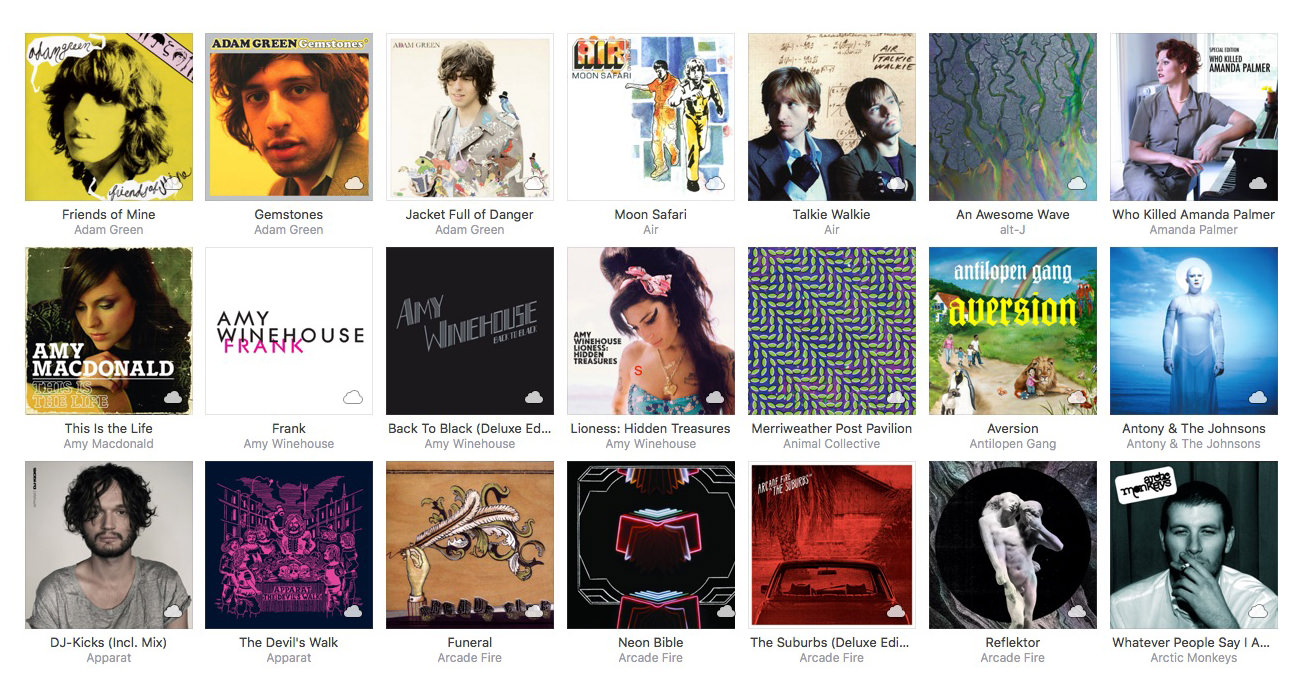 adam green
friends of mine
ADAM GREEN Gemstones
ADAM GREEN
AIR
MOON SAFARI
AIR
/TALKIE
WALKIE
SPECIAL EDITION
WHO KILLED
AMANDA PALMER
Friends of Mine
Gemstones
Jacket Full of Danger
Moon Safari
Talkie Walkie
An Awesome Wave
Who Killed Amanda Palmer
Adam Green
Adam Green
Adam Green
Air
Air
alt-J
Amanda Palmer
AMY
MACDONALD
THIS IS
THE LIFE
AMY
WINEHOUSE
FRANK
AMY
WINEHOUSE
BACK TO BLACK
AMY
WINEHOUSE
LIONESS:
HIDDEN
TREASURES
S
antilopen gang
aversion
This Is the Life
Frank
Back To Black (Deluxe Ed...
Lioness: Hidden Treasures
Merriweather Post Pavilion
Aversion
Antony & The Johnsons
Amy Macdonald
Amy Winehouse
Amy Winehouse
Amy Winehouse
Animal Collective
Antilopen Gang
Antony & The Johnsons
APPARAT
THE DEVIL'S WALK
ARCADE FIRE
THE SUBURBS
arctic
monkeys
DJ-Kicks (Incl. Mix)
The Devil's Walk
Funeral
Neon Bible
The Suburbs (Deluxe Edi...
Reflektor
Whatever People Say I A...
Apparat
Apparat
Arcade Fire
Arcade Fire
Arcade Fire
Arcade Fire
Arctic Monkeys